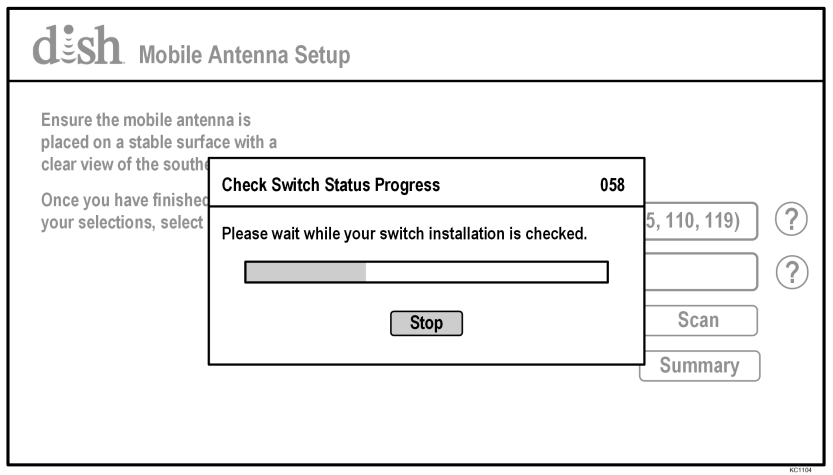 dish Mobile Antenna Setup
Ensure the mobile antenna is
placed on a stable surface with a
clear view of the southe
Once you have finished
your selections, select
Check Switch Status Progress 058
Please wait while your switch installation is checked.
Stop
5, 110, 119) ?
?
Scan
Summary
KC1104